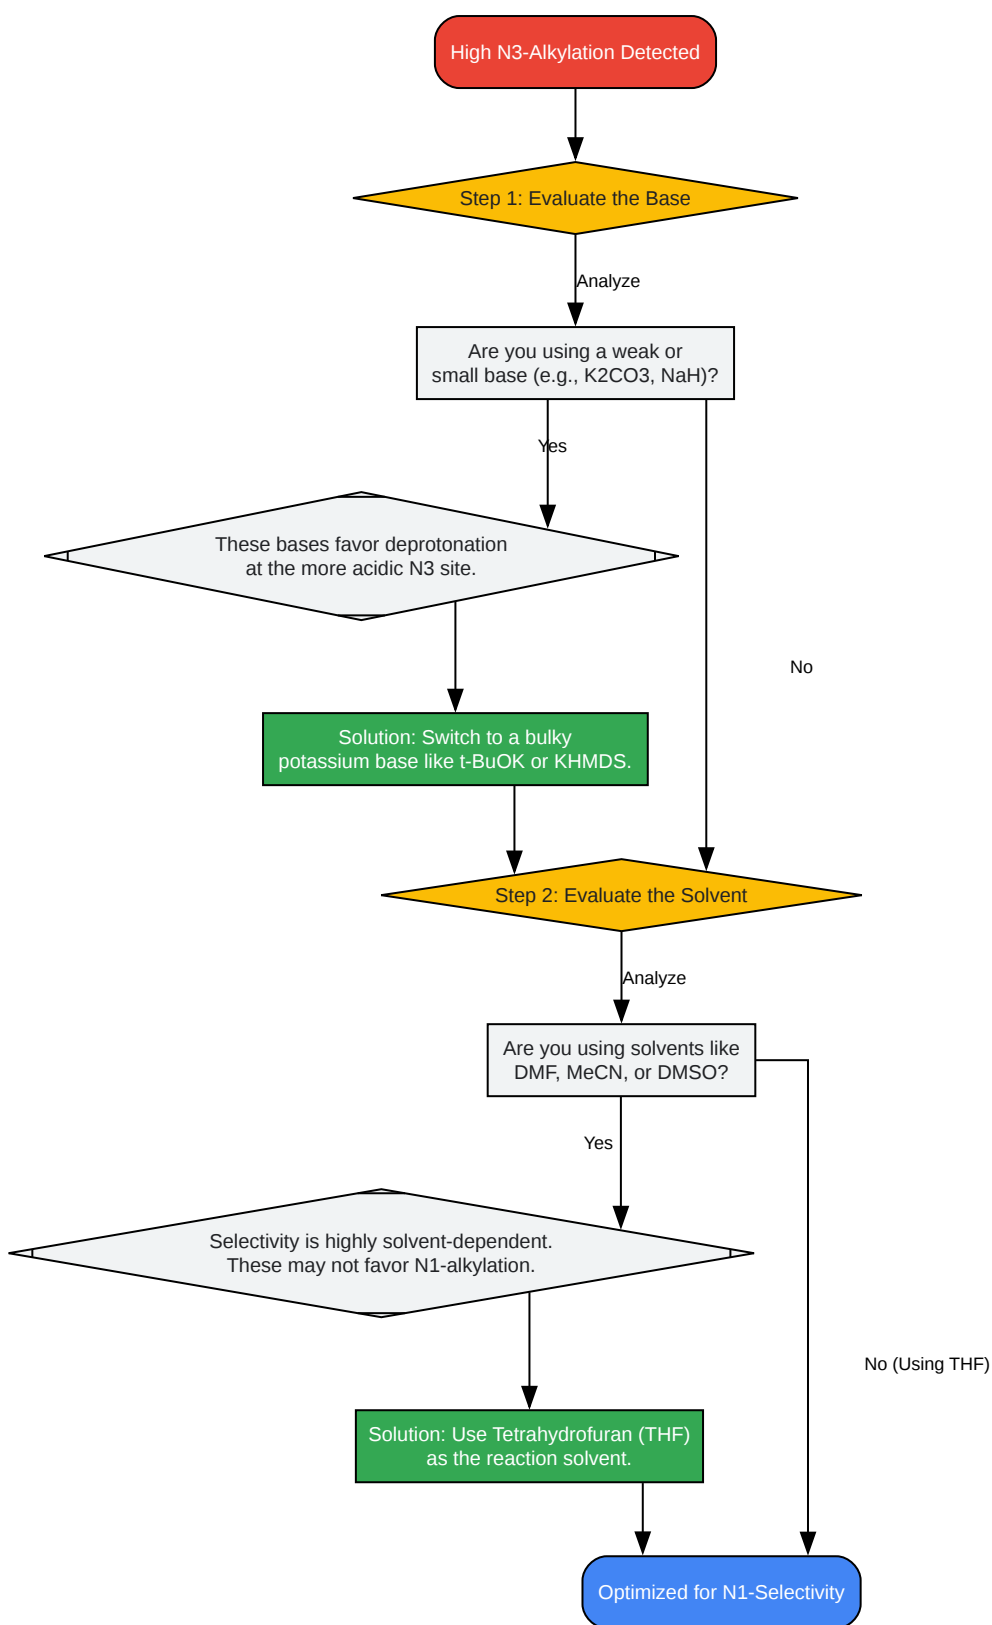 High N3-Alkylation Detected
Step 1: Evaluate the Base
Analyze
Are you using a weak or
small base (e.g., K2CO3, NaH)?
Yes
These bases favor deprotonation
at the more acidic N3 site.
No
Solution: Switch to a bulky
potassium base like t-BuOK or KHMDS.
Step 2: Evaluate the Solvent
Analyze
Are you using solvents like
DMF, MeCN, or DMSO?
Yes
Selectivity is highly solvent-dependent.
These may not favor N1-alkylation.
No (Using THF)
Solution: Use Tetrahydrofuran (THF)
as the reaction solvent.
Optimized for N1-Selectivity